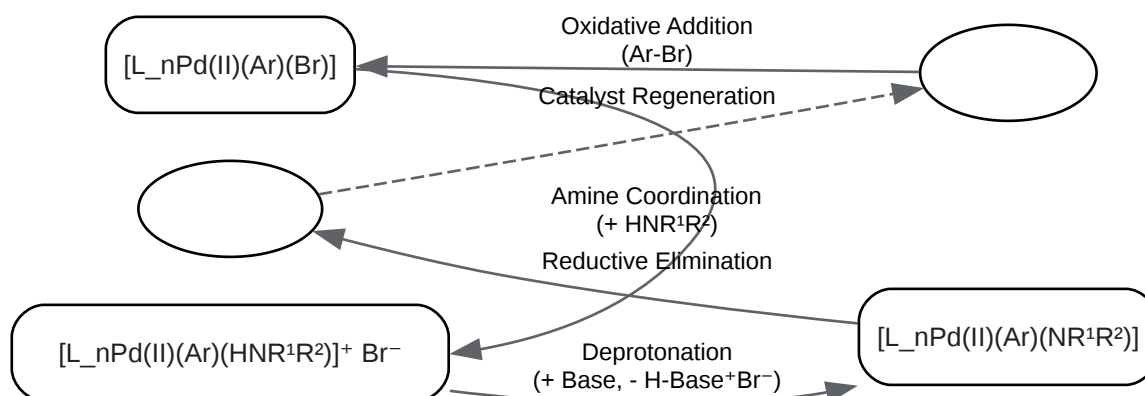 Oxidative Addition
(Ar-Br)
[L_nPd(II)(Ar)(Br)]
Catalyst Regeneration
Amine Coordination
(+ HNR¹R²)
Reductive Elimination
[L_nPd(II)(Ar)(NR¹R²)]
[L_nPd(II)(Ar)(HNR¹R²)]⁺ Br⁻
Deprotonation
(+ Base, - H-Base⁺Br⁻)